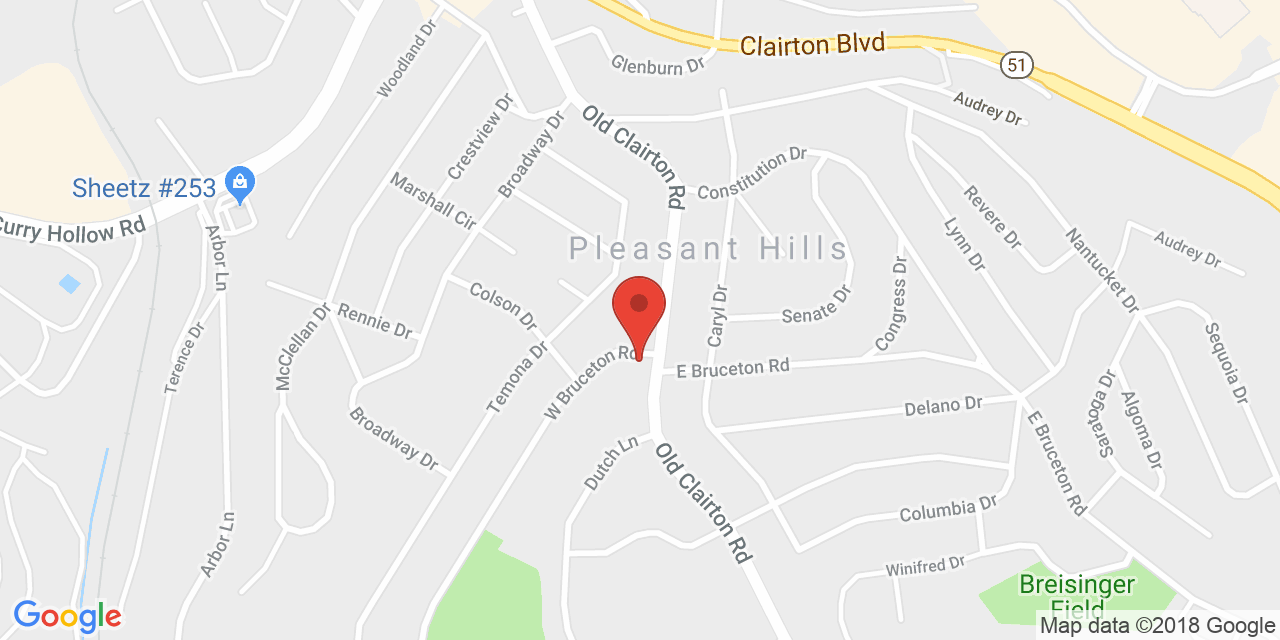 Woodland Dr
Glenburn Dr
Clairton Blvd
51
Audrey Dr
Crestview Dr
Broadway Dr
Old Clairton Rd
Constitution Dr
Sheetz #253
Curry Hollow Rd
Marshall Cir
Arbor Ln
Pleasant Hills
Revere Dr
Lynn Dr
Nantucket Dr
Audrey Dr
Colson Dr
Rennie Dr
McClellan Dr
Terence Dr
Caryl Dr
Senate Dr
Congress Dr
Sequoia Dr
Temona Dr
W Bruceton Rd
E Bruceton Rd
Delano Dr
Saratoga Dr
Algoma Dr
Broadway Dr
Dutch Ln
Old Clairton Rd
E Bruceton Rd
Columbia Dr
Arbor Ln
Winifred Dr
Breisinger
Field
Google
Map data ©2018 Google